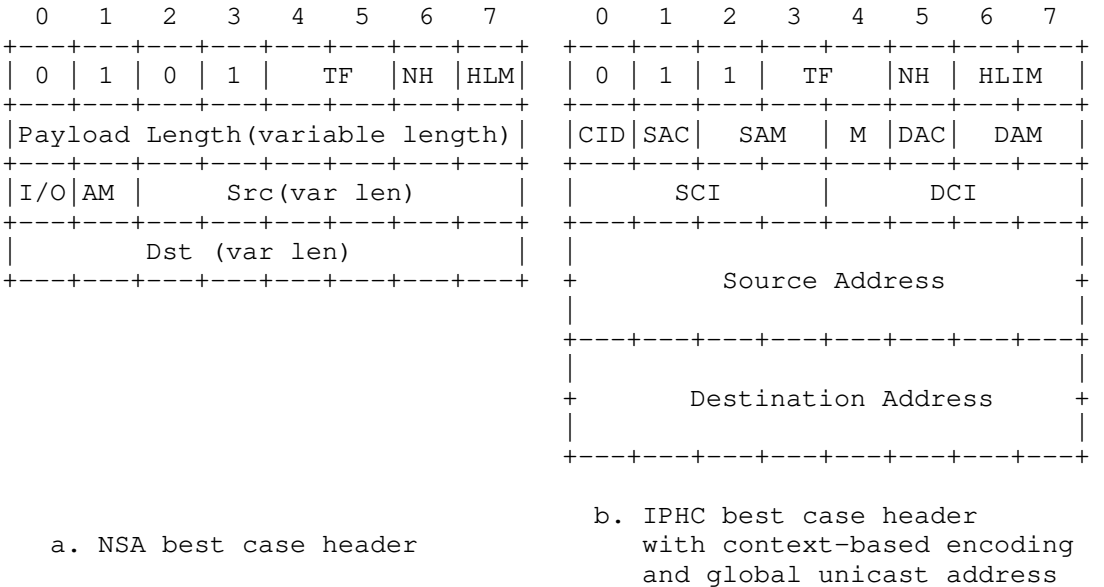 0   1   2   3   4   5   6   7      0   1   2   3   4   5   6   7
+---+---+---+---+---+---+---+---+  +---+---+---+---+---+---+---+---+
| 0 | 1 | 0 | 1 |   TF  |NH |HLM|  | 0 | 1 | 1 |  TF   |NH | HLIM  |
+---+---+---+---+---+---+---+---+  +---+---+---+---+---+---+---+---+
|Payload Length(variable length)|  |CID|SAC|  SAM  | M |DAC|  DAM  |
+---+---+---+---+---+---+---+---+  +---+---+---+---+---+---+---+---+
|I/O|AM |     Src(var len)      |  |      SCI      |      DCI      |
+---+---+---+---+---+---+---+---+  +---+---+---+---+---+---+---+---+
|        Dst (var len)          |  |                               |
+---+---+---+---+---+---+---+---+  +         Source Address        +
                                   |                               |
                                   +---+---+---+---+---+---+---+---+
                                   |                               |
                                   +       Destination Address     +
                                   |                               |
                                   +---+---+---+---+---+---+---+---+
                                     b. IPHC best case header
   a. NSA best case header              with context-based encoding
                                        and global unicast address